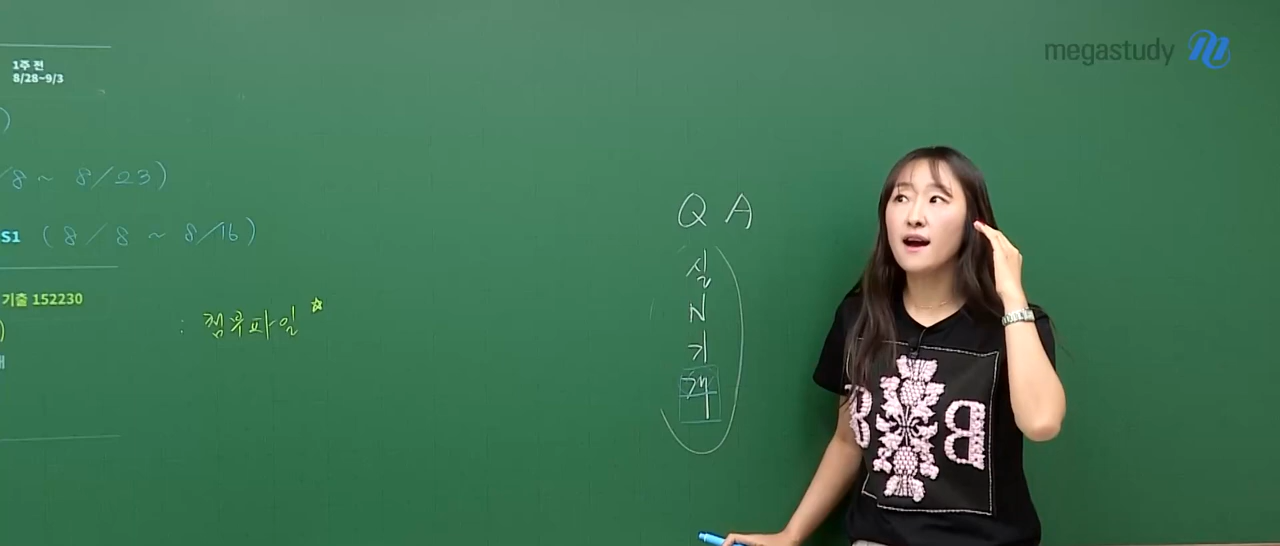 megastudy
1주 전
8/28~9/3
)
/8 ~ 8/23)
S1 (8/8 ~ 8/16)
기출 152230
)
: 첨부파일 ☆
Q A
실
N
기
B B